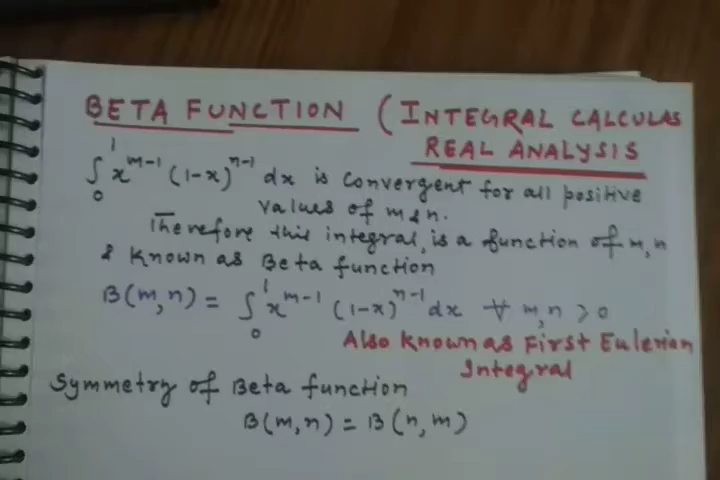 BETA FUNCTION (INTEGRAL CALCULAS
REAL ANALYSIS
∫₀¹ x^{m-1} (1-x)^{n-1} dx is convergent for all positive
values of m & n.
Therefore this integral, is a function of m, n
& known as Beta function
B(m,n) = ∫₀¹ x^{m-1} (1-x)^{n-1} dx ∀ m,n > 0
Also known as First Eulerian
Integral
Symmetry of Beta function
B(m,n) = B(n,m)